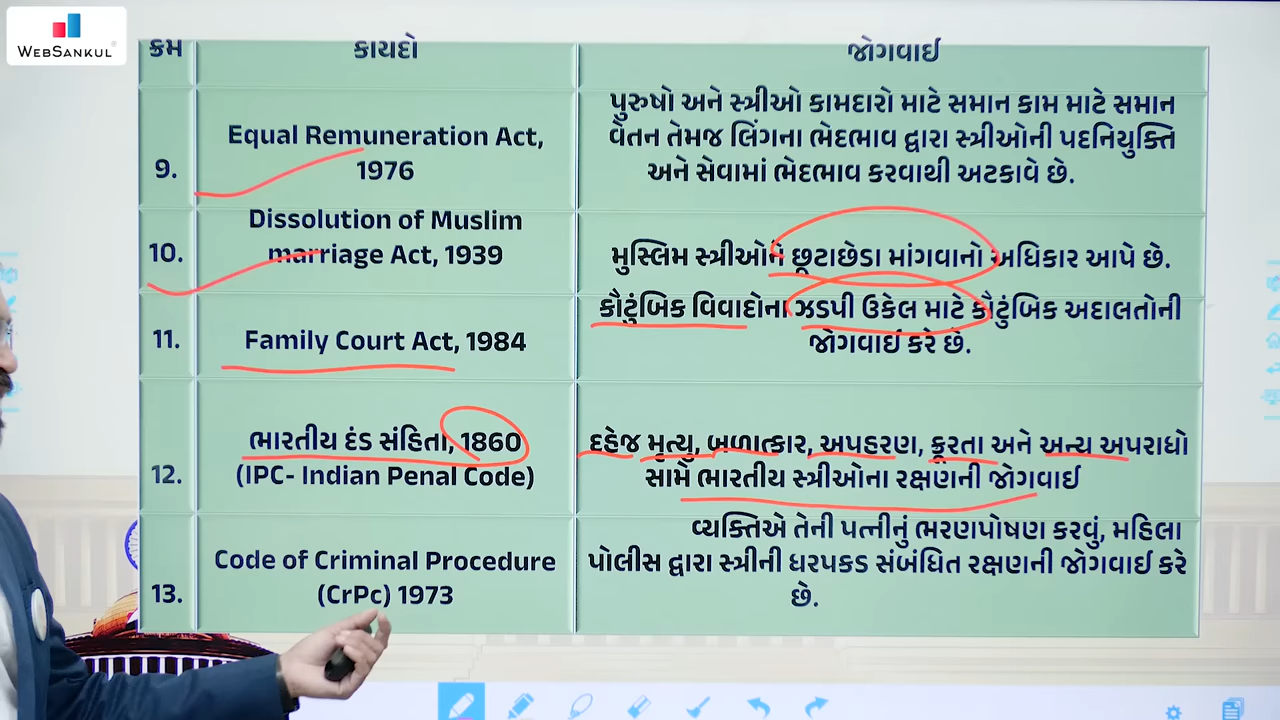 WEBSANKUL
ક્રમ કાયદો જોગવાઈ
9. Equal Remuneration Act, 1976
પુરુષો અને સ્ત્રીઓ કામદારો માટે સમાન કામ માટે સમાન
વેતન તેમજ લિંગના ભેદભાવ દ્વારા સ્ત્રીઓની પદનિયુક્તિ
અને સેવામાં ભેદભાવ કરવાથી અટકાવે છે.
10. Dissolution of Muslim
marriage Act, 1939
મુસ્લિમ સ્ત્રીઓને છૂટાછેડા માંગવાનો અધિકાર આપે છે.
11. Family Court Act, 1984
કૌટુંબિક વિવાદોના ઝડપી ઉકેલ માટે કૌટુંબિક અદાલતોની
જોગવાઈ કરે છે.
12. ભારતીય દંડ સંહિતા, 1860
(IPC- Indian Penal Code)
દહેજ મૃત્યુ, બળાત્કાર, અપહરણ, ક્રૂરતા અને અન્ય અપરાધો
સામે ભારતીય સ્ત્રીઓના રક્ષણની જોગવાઈ
13. Code of Criminal Procedure
(CrPc) 1973
વ્યક્તિએ તેની પત્નીનું ભરણપોષણ કરવું, મહિલા
પોલીસ દ્વારા સ્ત્રીની ધરપકડ સંબંધિત રક્ષણની જોગવાઈ કરે
છે.